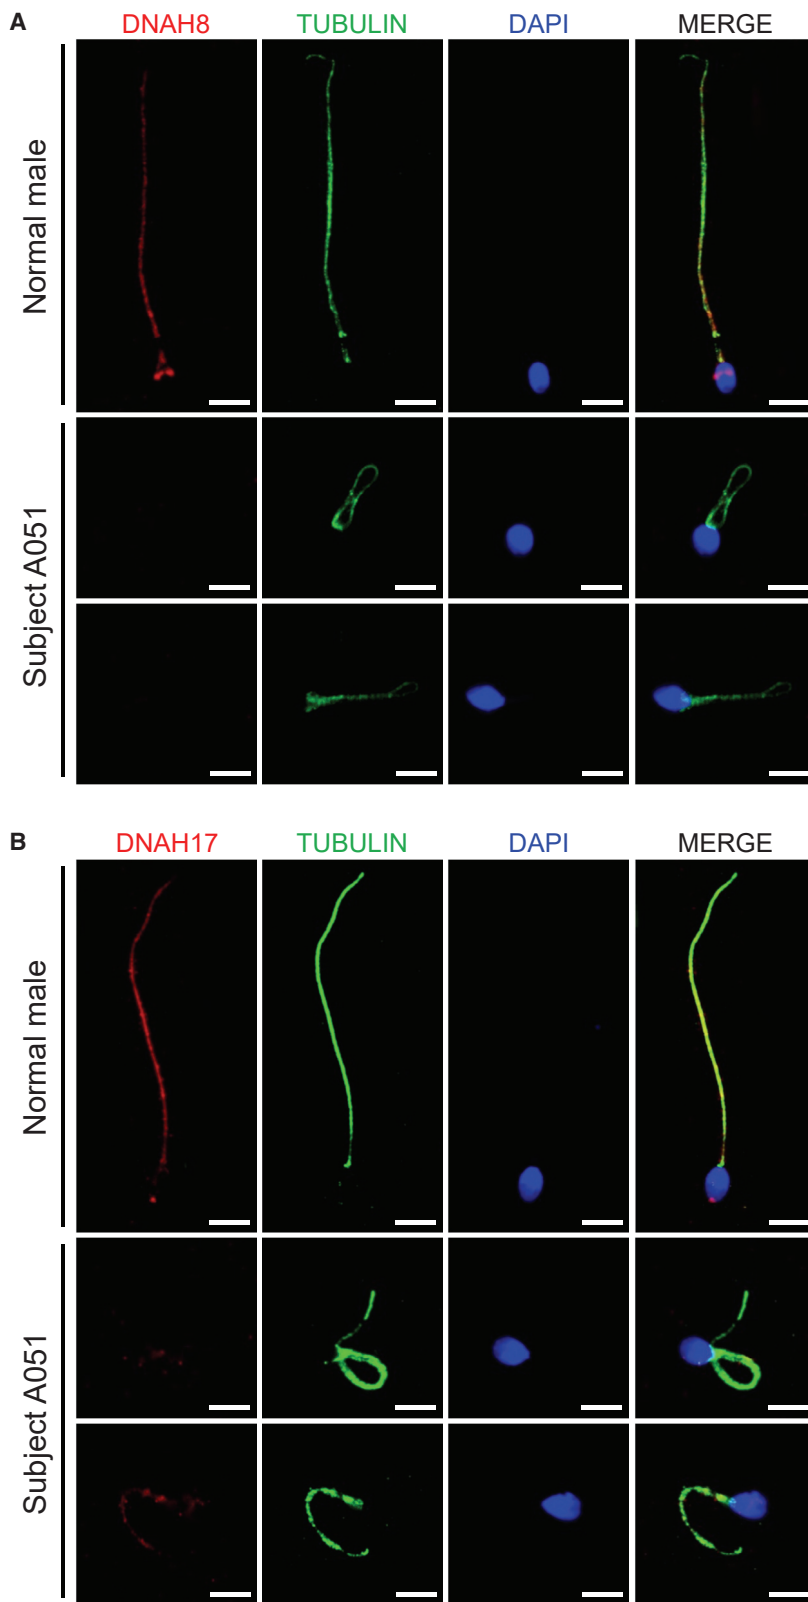 A
DNAH8 TUBULIN DAPI MERGE
Normal male
Subject A051
B
DNAH17 TUBULIN DAPI MERGE
Normal male
Subject A051